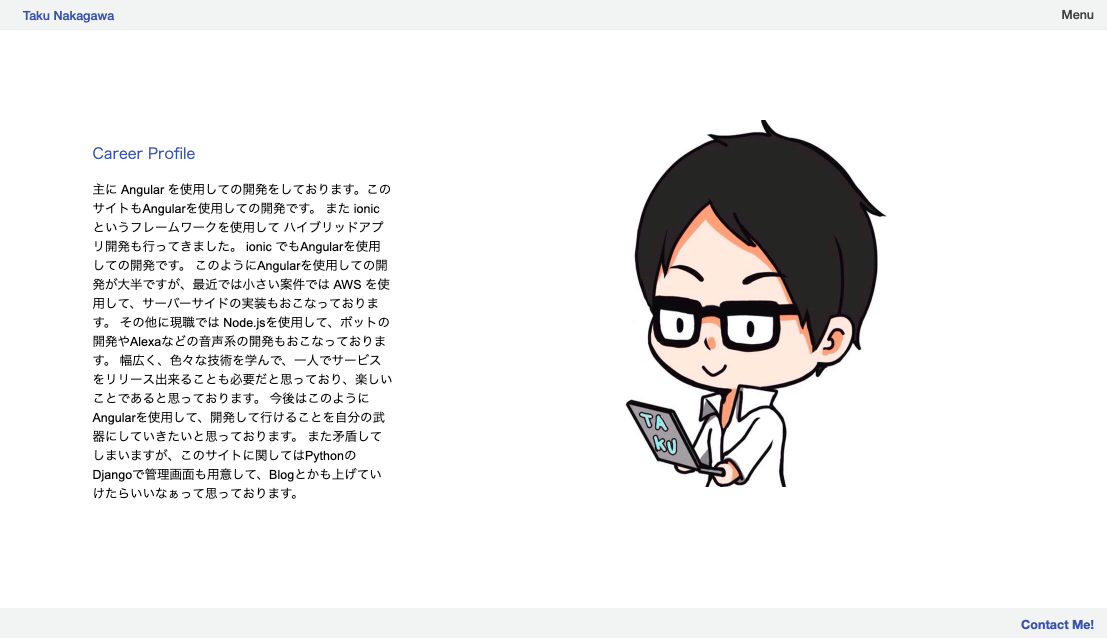 Taku Nakagawa
Menu
Career Profile
主に Angular を使用しての開発をしております。この
サイトもAngularを使用しての開発です。 また ionic
というフレームワークを使用して ハイブリッドアプ
リ開発も行ってきました。 ionic でもAngularを使用
しての開発です。 このようにAngularを使用しての開
発が大半ですが、最近では小さい案件では AWS を使
用して、サーバーサイドの実装もおこなっておりま
す。 その他に現職では Node.jsを使用して、ボットの
開発やAlexaなどの音声系の開発もおこなっておりま
す。 幅広く、色々な技術を学んで、一人でサービス
をリリース出来ることも必要だと思っており、楽しい
ことであると思っております。 今後はこのように
Angularを使用して、開発して行けることを自分の武
器にしていきたいと思っております。 また矛盾して
しまいますが、このサイトに関してはPythonの
Djangoで管理画面も用意して、Blogとかも上げてい
けたらいいなぁって思っております。
TA
KU
Contact Me!